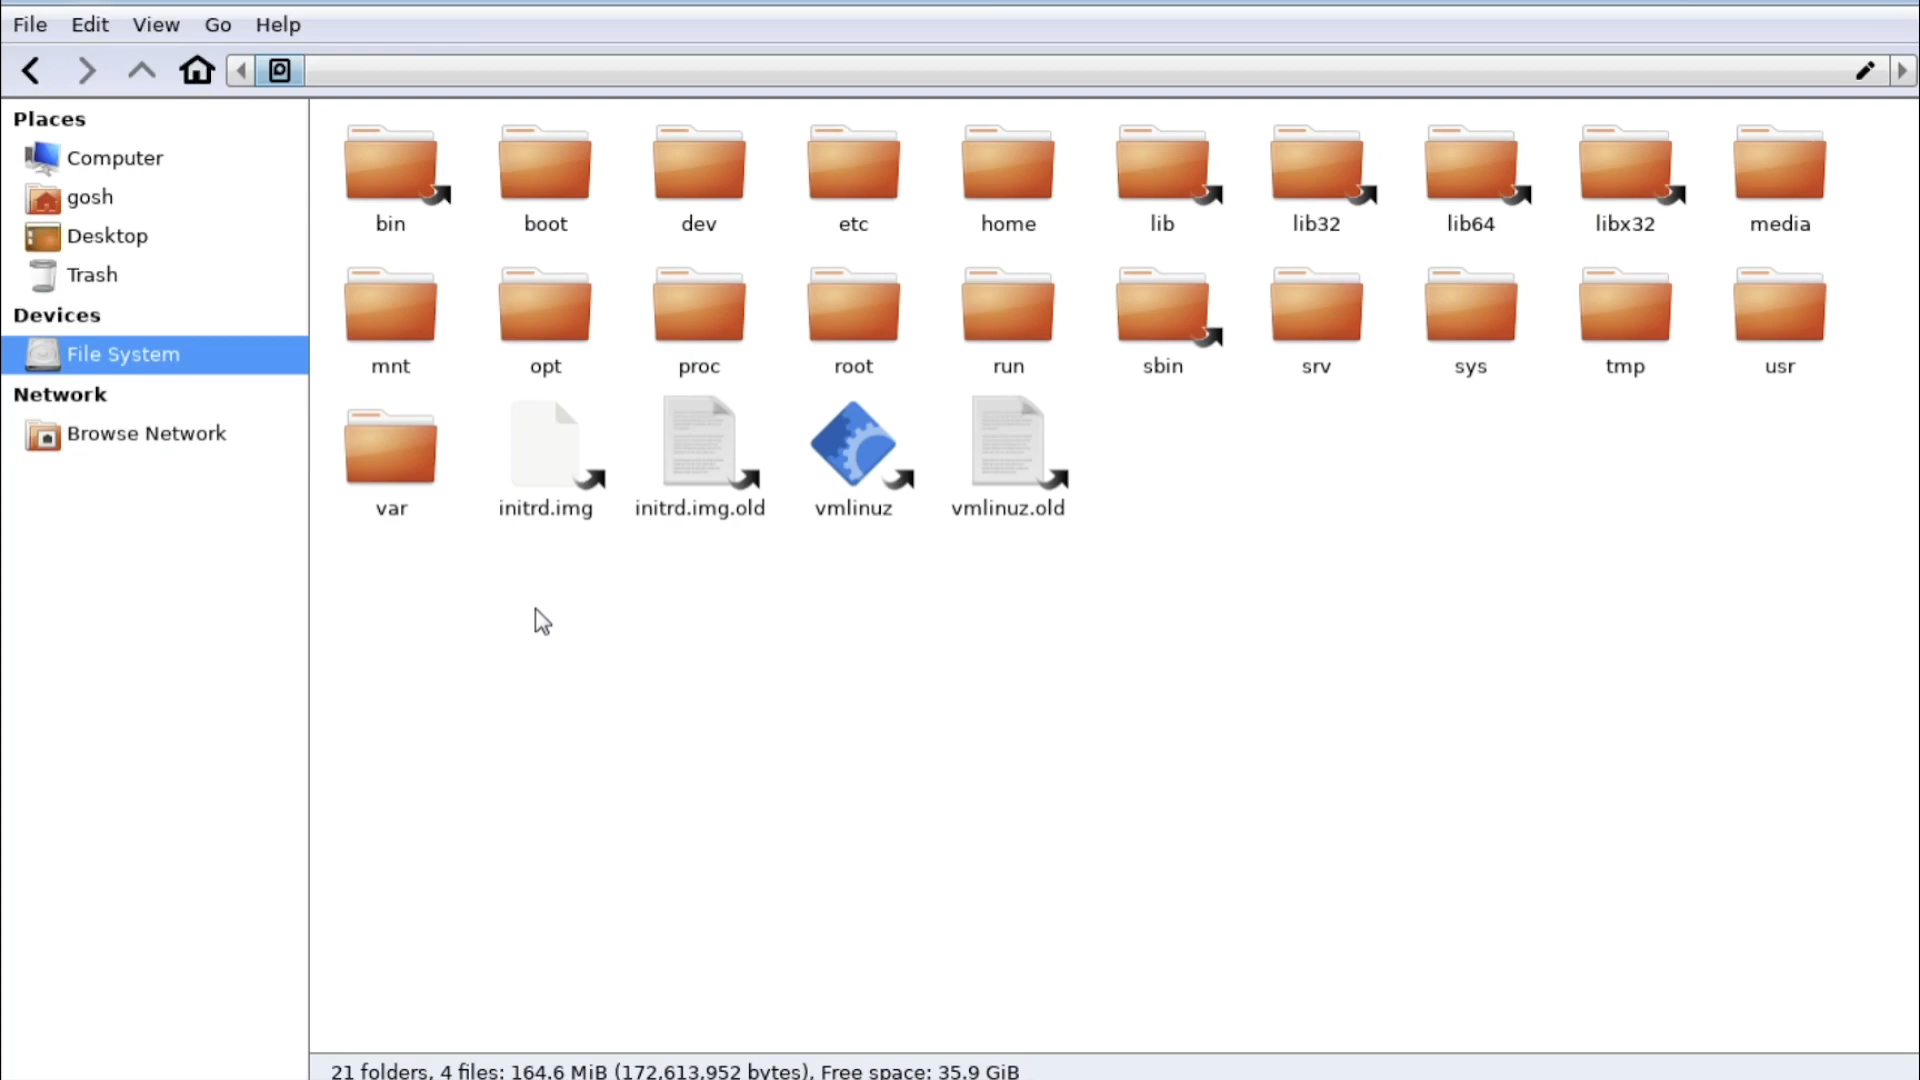 File Edit View Go Help
Places
Computer
gosh
Desktop
Trash
Devices
File System
Network
Browse Network
bin boot dev etc home lib lib32 lib64 libx32 media
mnt opt proc root run sbin srv sys tmp usr
var initrd.img initrd.img.old vmlinuz vmlinuz.old
21 folders, 4 files: 164.6 MiB (172,613,952 bytes), Free space: 35.9 GiB